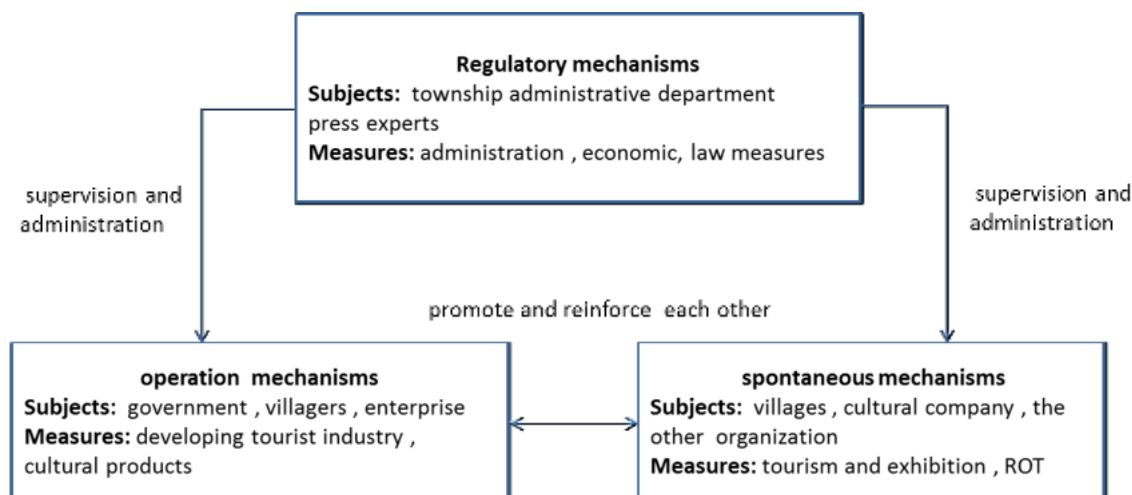 Regulatory mechanisms
Subjects: township administrative department
press experts
Measures: administration , economic, law measures
supervision and
administration
supervision and
administration
promote and reinforce each other
operation mechanisms
Subjects: government , villagers , enterprise
Measures: developing tourist industry ,
cultural products
spontaneous mechanisms
Subjects: villages , cultural company , the
other organization
Measures: tourism and exhibition , ROT